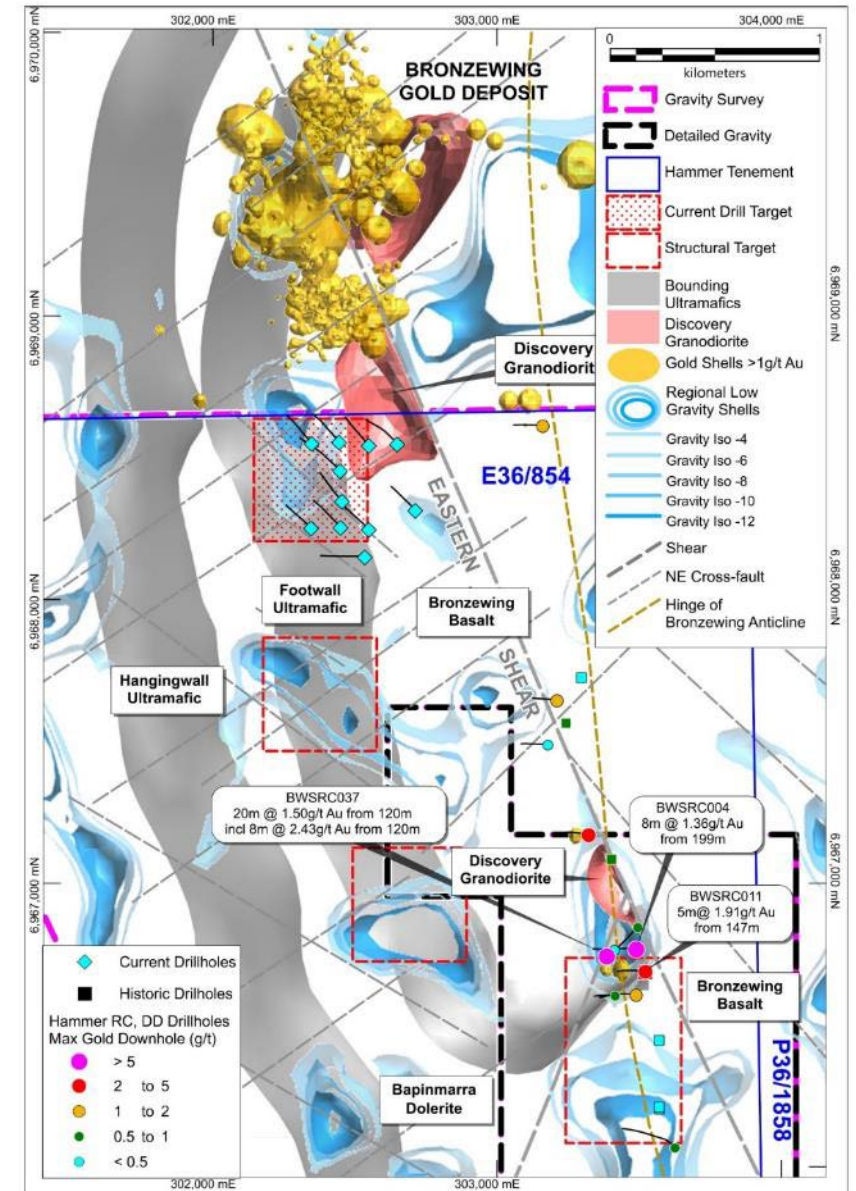 302,000 mE
303,000 mE
304,000 mE
6,970,000 mN
6,969,000 mN
6,968,000 mN
6,967,000 mN
6,969,000 mN
6,968,000 mN
6,967,000 mN
BRONZEWING
GOLD DEPOSIT
0
1
kilometers
Gravity Survey
Detailed Gravity
Hammer Tenement
Current Drill Target
Structural Target
Bounding
Ultramafics
Discovery
Granodiorite
Gold Shells >1g/t Au
Regional Low
Gravity Shells
Gravity Iso -4
Gravity Iso -6
Gravity Iso -8
Gravity Iso -10
Gravity Iso -12
Shear
NE Cross-fault
Hinge of
Bronzewing Anticline
Discovery
Granodiorit
E36/854
EASTERN
SHEAR
Footwall
Ultramafic
Bronzewing
Basalt
Hangingwall
Ultramafic
BWSRC037
20m @ 1.50g/t Au from 120m
incl 8m @ 2.43g/t Au from 120m
BWSRC004
8m @ 1.36g/t Au
from 199m
Discovery
Granodiorite
BWSRC011
5m@ 1.91g/t Au
from 147m
Bronzewing
Basalt
Bapinmarra
Dolerite
P36/1858
Current Drillholes
Historic Drilholes
Hammer RC, DD Drillholes
Max Gold Downhole (g/t)
> 5
2 to 5
1 to 2
0.5 to 1
< 0.5
302,000 mE
303,000 mE